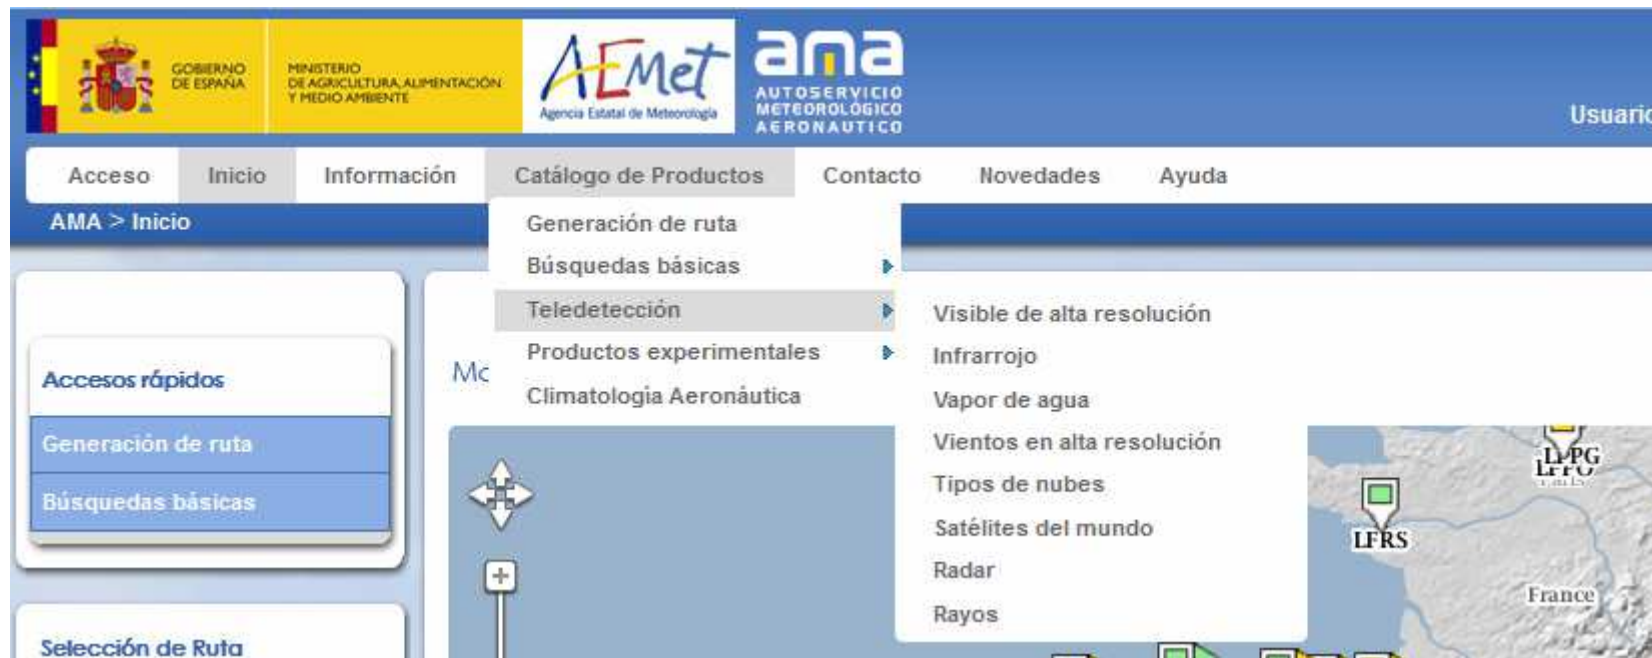 GOBIERNO
DE ESPAÑA
MINISTERIO
DE AGRICULTURA, ALIMENTACIÓN
Y MEDIO AMBIENTE
AEMet
Agencia Estatal de Meteorología
ama
AUTOSERVICIO
METEOROLÓGICO
AERONAUTICO
Usuario
Acceso Inicio Información Catálogo de Productos Contacto Novedades Ayuda
AMA > Inicio
Generación de ruta
Búsquedas básicas
Teledetección
Productos experimentales
Climatología Aeronáutica
Visible de alta resolución
Infrarrojo
Vapor de agua
Vientos en alta resolución
Tipos de nubes
Satélites del mundo
Radar
Rayos
Accesos rápidos
Generación de ruta
Búsquedas básicas
Selección de Ruta
LFPG
LFRS
France